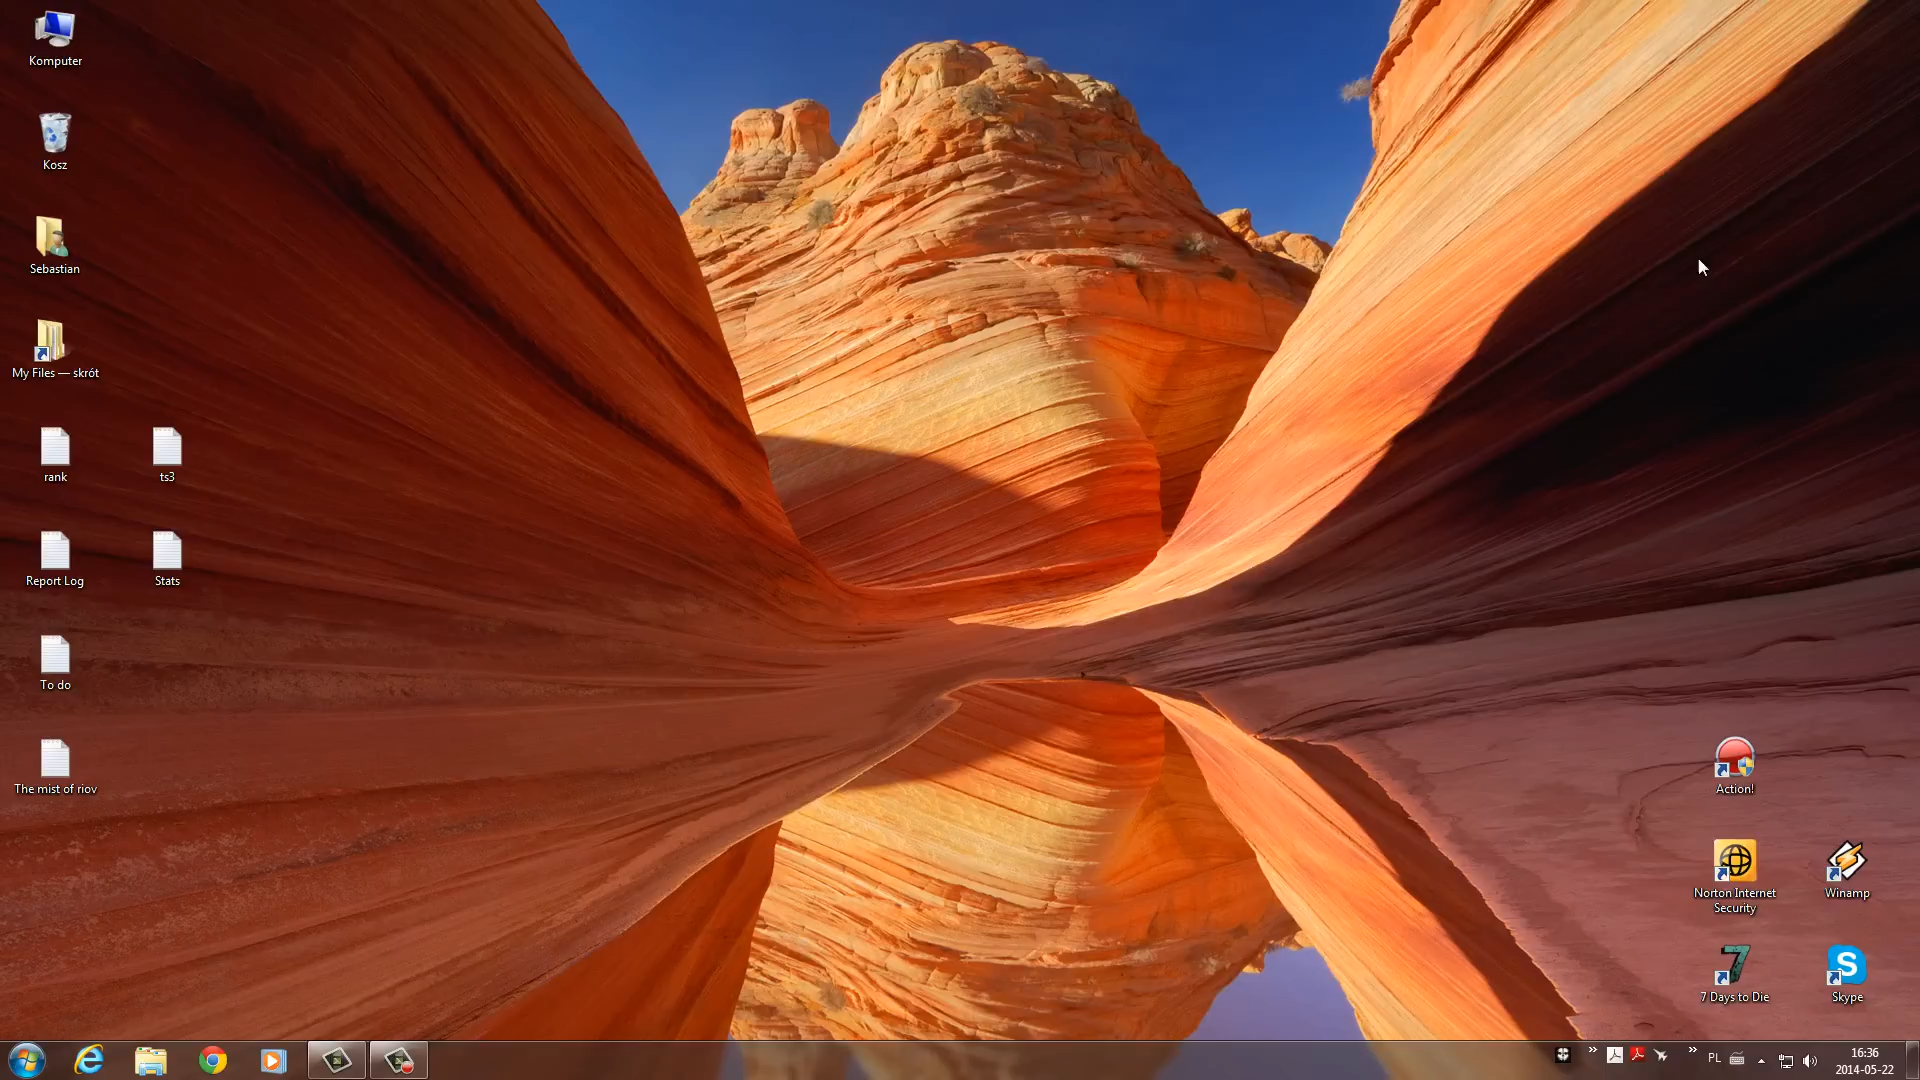 Komputer
Kosz
Sebastian
My Files — skrót
rank
ts3
Report Log
Stats
To do
The mist of riov
Action!
Norton Internet
Security
Winamp
7 Days to Die
Skype
PL
16:36
2014-05-22